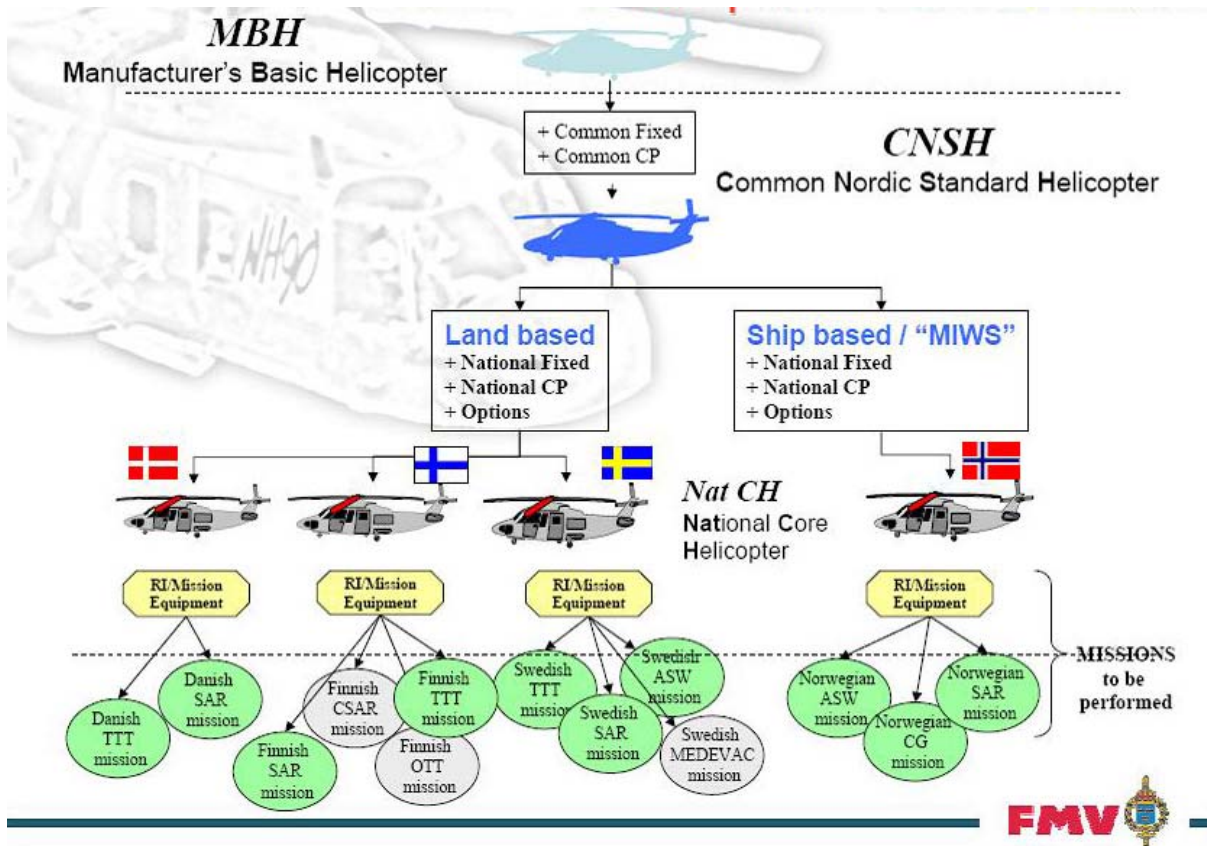 MBH
Manufacturer's Basic Helicopter
+ Common Fixed
+ Common CP
CNSH
Common Nordic Standard Helicopter
NH90
Land based
+ National Fixed
+ National CP
+ Options
Ship based / “MIWS”
+ National Fixed
+ National CP
+ Options
Nat CH
National Core
Helicopter
RI/Mission
Equipment
RI/Mission
Equipment
RI/Mission
Equipment
RI/Mission
Equipment
Danish
TTT
mission
Danish
SAR
mission
Finnish
SAR
mission
Finnish
CSAR
mission
Finnish
TTT
mission
Finnish
OTT
mission
Swedish
TTT
mission
Swedish
SAR
mission
Swedish
ASW
mission
Swedish
MEDEVAC
mission
Norwegian
ASW
mission
Norwegian
CG
mission
Norwegian
SAR
mission
MISSIONS
to be
performed
FMV